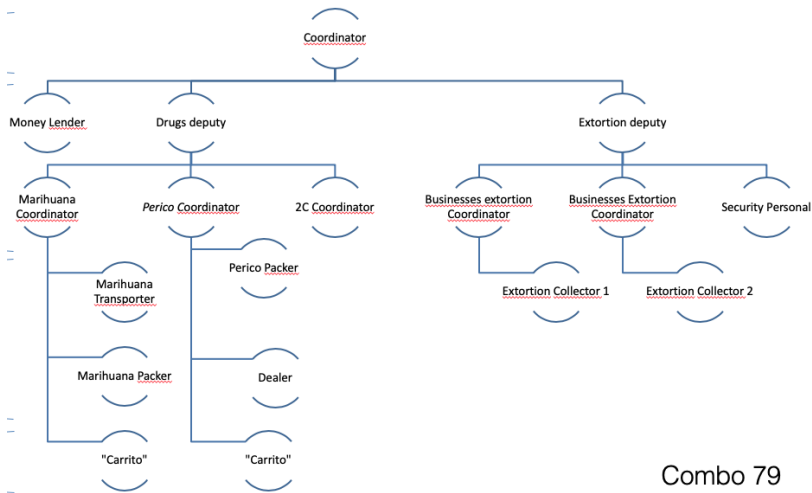 Coordinator
Money Lender
Drugs deputy
Extortion deputy
Marihuana
Coordinator
Perico Coordinator
2C Coordinator
Businesses extortion
Coordinator
Businesses Extortion
Coordinator
Security Personal
Marihuana
Transporter
Perico Packer
Extortion Collector 1
Extortion Collector 2
Marihuana Packer
Dealer
"Carrito"
"Carrito"
Combo 79